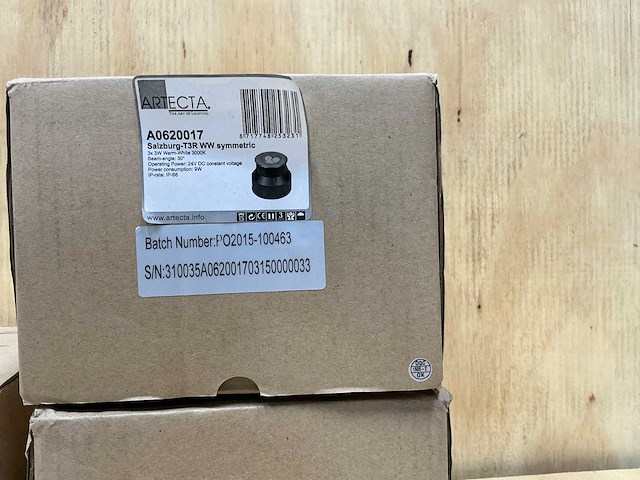 ARTECTA.
THE ART OF LIGHTING
8717748253231
A0620017
Salzburg-T3R WW symmetric
3x 3W Warm-White 3000K
Beam-angle: 30°
Operating Power: 24V DC constant voltage
Power consumption: 9W
IP-rate: IP-68
www.artecta.info
Batch Number:PO2015-100463
S/N:310035A062001703150000033
OK